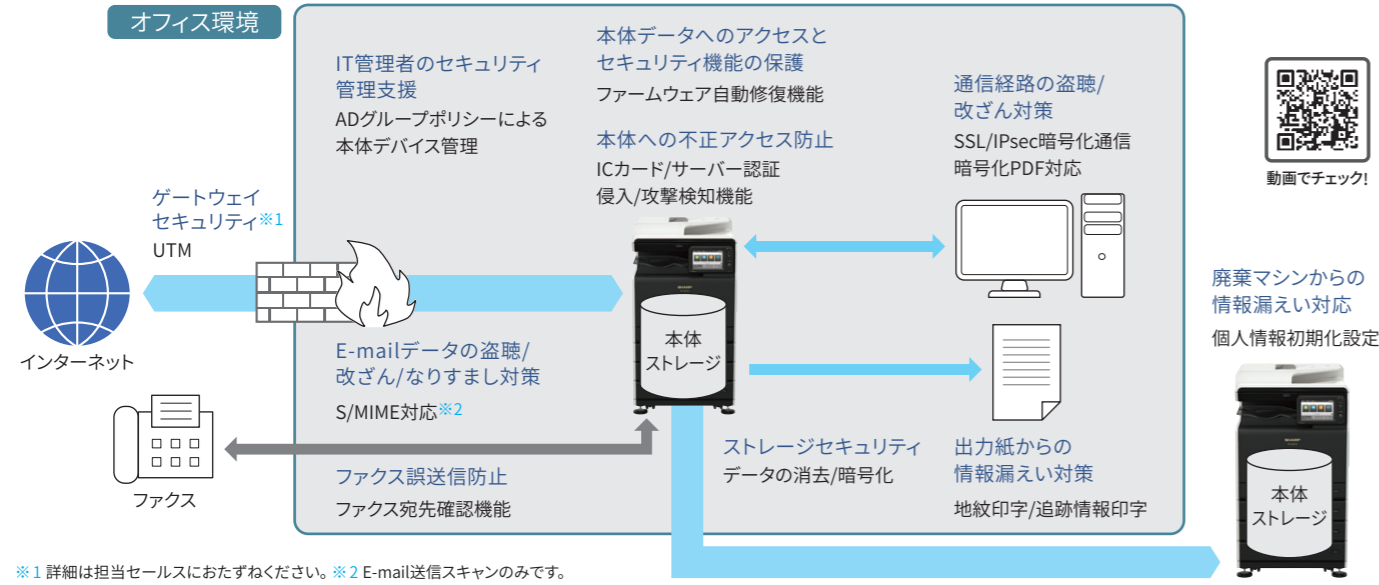 オフィス環境
IT管理者のセキュリティ
管理支援
ADグループポリシーによる
本体デバイス管理
本体データへのアクセスと
セキュリティ機能の保護
ファームウェア自動修復機能
本体への不正アクセス防止
ICカード/サーバー認証
侵入/攻撃検知機能
通信経路の盗聴/
改ざん対策
SSL/IPsec暗号化通信
暗号化PDF対応
動画でチェック!
ゲートウェイ
セキュリティ※1
UTM
インターネット
E-mailデータの盗聴/
改ざん/なりすまし対策
S/MIME対応※2
本体
ストレージ
ファクス
ファクス誤送信防止
ファクス宛先確認機能
ストレージセキュリティ
データの消去/暗号化
出力紙からの
情報漏えい対策
地紋印字/追跡情報印字
廃棄マシンからの
情報漏えい対応
個人情報初期化設定
本体
ストレージ
※1 詳細は担当セールスにおたずねください。※2 E-mail送信スキャンのみです。